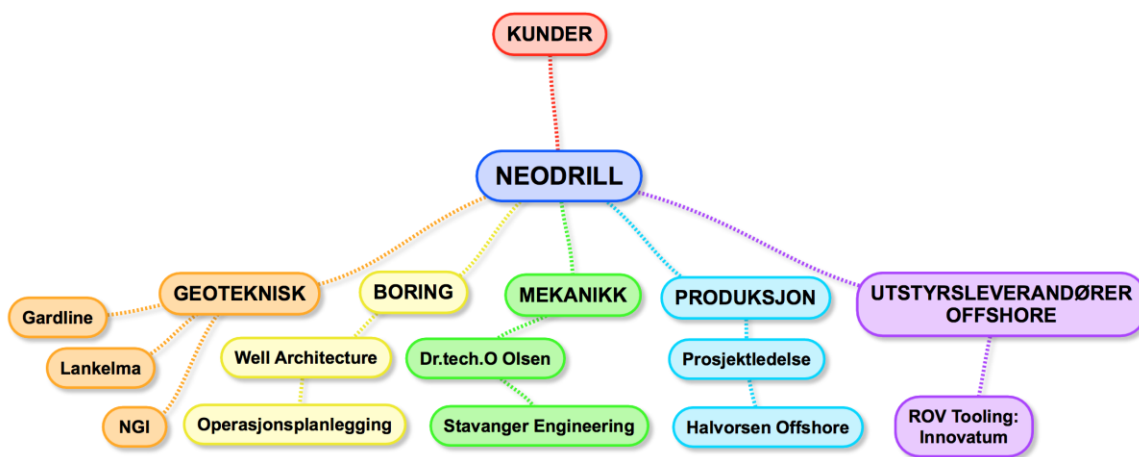 KUNDER
NEODRILL
GEOTEKNISK
BORING
MEKANIKK
PRODUKSJON
UTSTYRSLEVERANDØRER
OFFSHORE
Gardline
Lankelma
NGI
Well Architecture
Operasjonsplanlegging
Dr.tech.O Olsen
Stavanger Engineering
Prosjektledelse
Halvorsen Offshore
ROV Tooling:
Innovatum